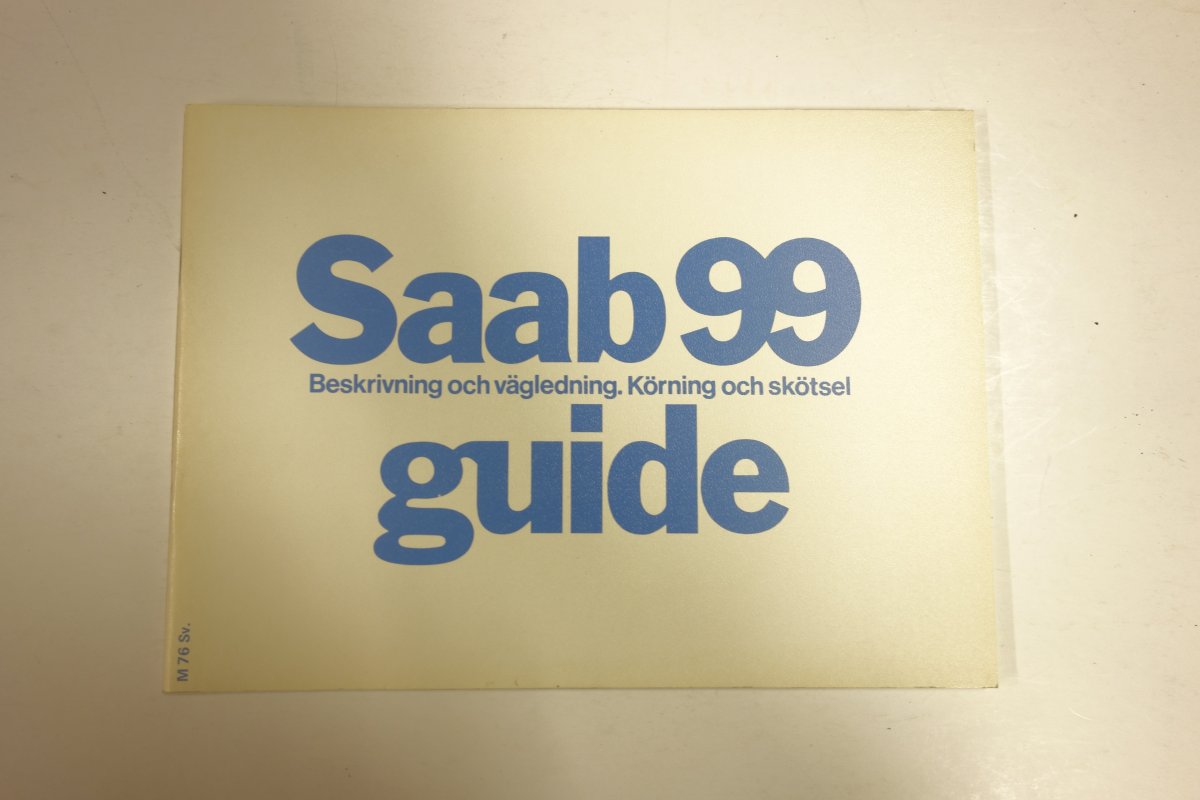 Saab 99
Beskrivning och vägledning. Körning och skötsel
guide
M 76 Sv.